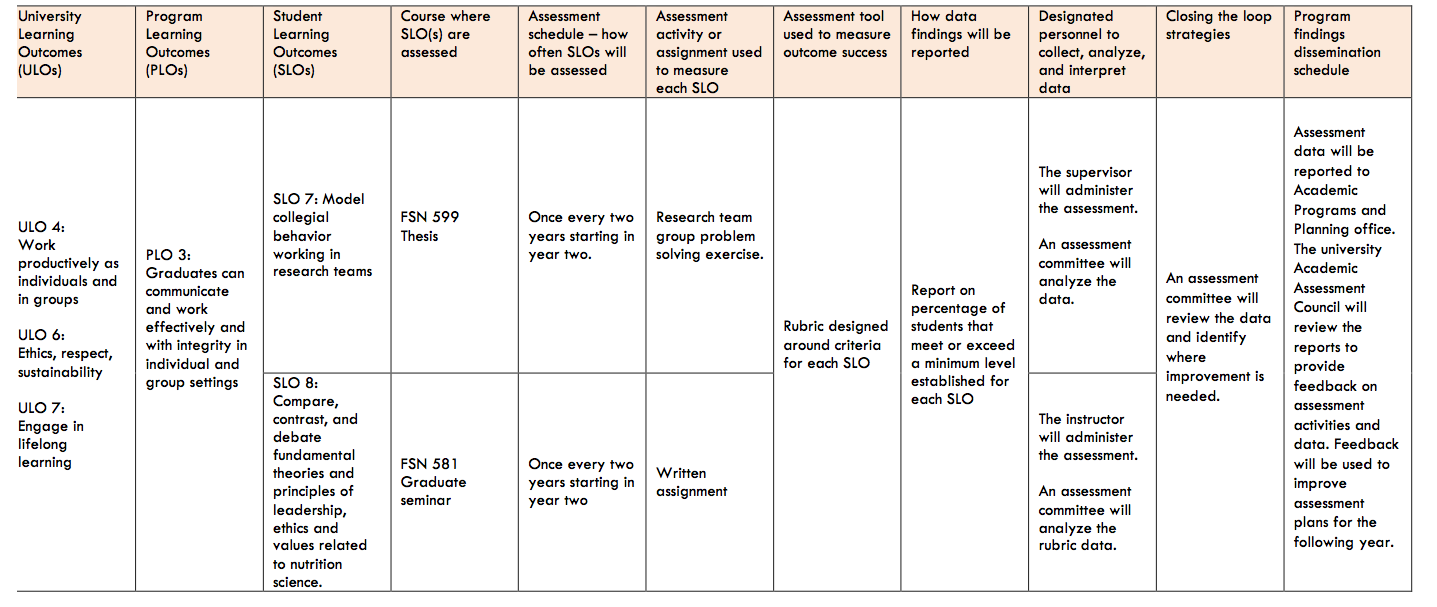 University
Learning
Outcomes
(ULOs)
Program
Learning
Outcomes
(PLOs)
Student
Learning
Outcomes
(SLOs)
Course where
SLO(s) are
assessed
Assessment
schedule – how
often SLOs will
be assessed
Assessment
activity or
assignment used
to measure
each SLO
Assessment tool
used to measure
outcome success
How data
findings will be
reported
Designated
personnel to
collect, analyze,
and interpret
data
Closing the loop
strategies
Program
findings
dissemination
schedule
ULO 4:
Work
productively as
individuals and
in groups
ULO 6:
Ethics, respect,
sustainability
ULO 7:
Engage in
lifelong
learning
PLO 3:
Graduates can
communicate
and work
effectively and
with integrity in
individual and
group settings
SLO 7: Model
collegial
behavior
working in
research teams
FSN 599
Thesis
Once every two
years starting in
year two.
Research team
group problem
solving exercise.
Rubric designed
around criteria
for each SLO
Report on
percentage of
students that
meet or exceed
a minimum level
established for
each SLO
The supervisor
will administer
the assessment.
An assessment
committee will
analyze the
data.
An assessment
committee will
review the data
and identify
where
improvement is
needed.
Assessment
data will be
reported to
Academic
Programs and
Planning office.
The university
Academic
Assessment
Council will
review the
reports to
provide
feedback on
assessment
activities and
data. Feedback
will be used to
improve
assessment
plans for the
following year.
SLO 8:
Compare,
contrast, and
debate
fundamental
theories and
principles of
leadership,
ethics and
values related
to nutrition
science.
FSN 581
Graduate
seminar
Once every two
years starting in
year two
Written
assignment
The instructor
will administer
the assessment.
An assessment
committee will
analyze the
rubric data.